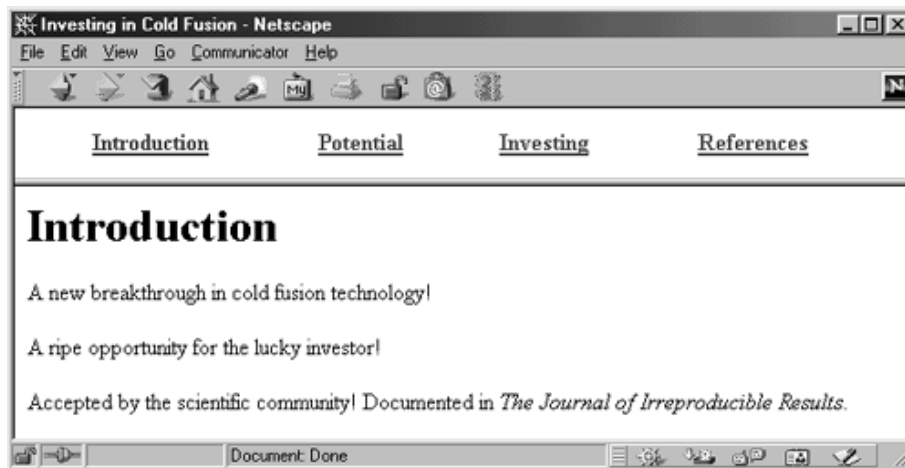 Investing in Cold Fusion - Netscape
File Edit View Go Communicator Help
My
N
Introduction Potential Investing References
Introduction
A new breakthrough in cold fusion technology!
A ripe opportunity for the lucky investor!
Accepted by the scientific community! Documented in The Journal of Irreproducible Results.
Document: Done